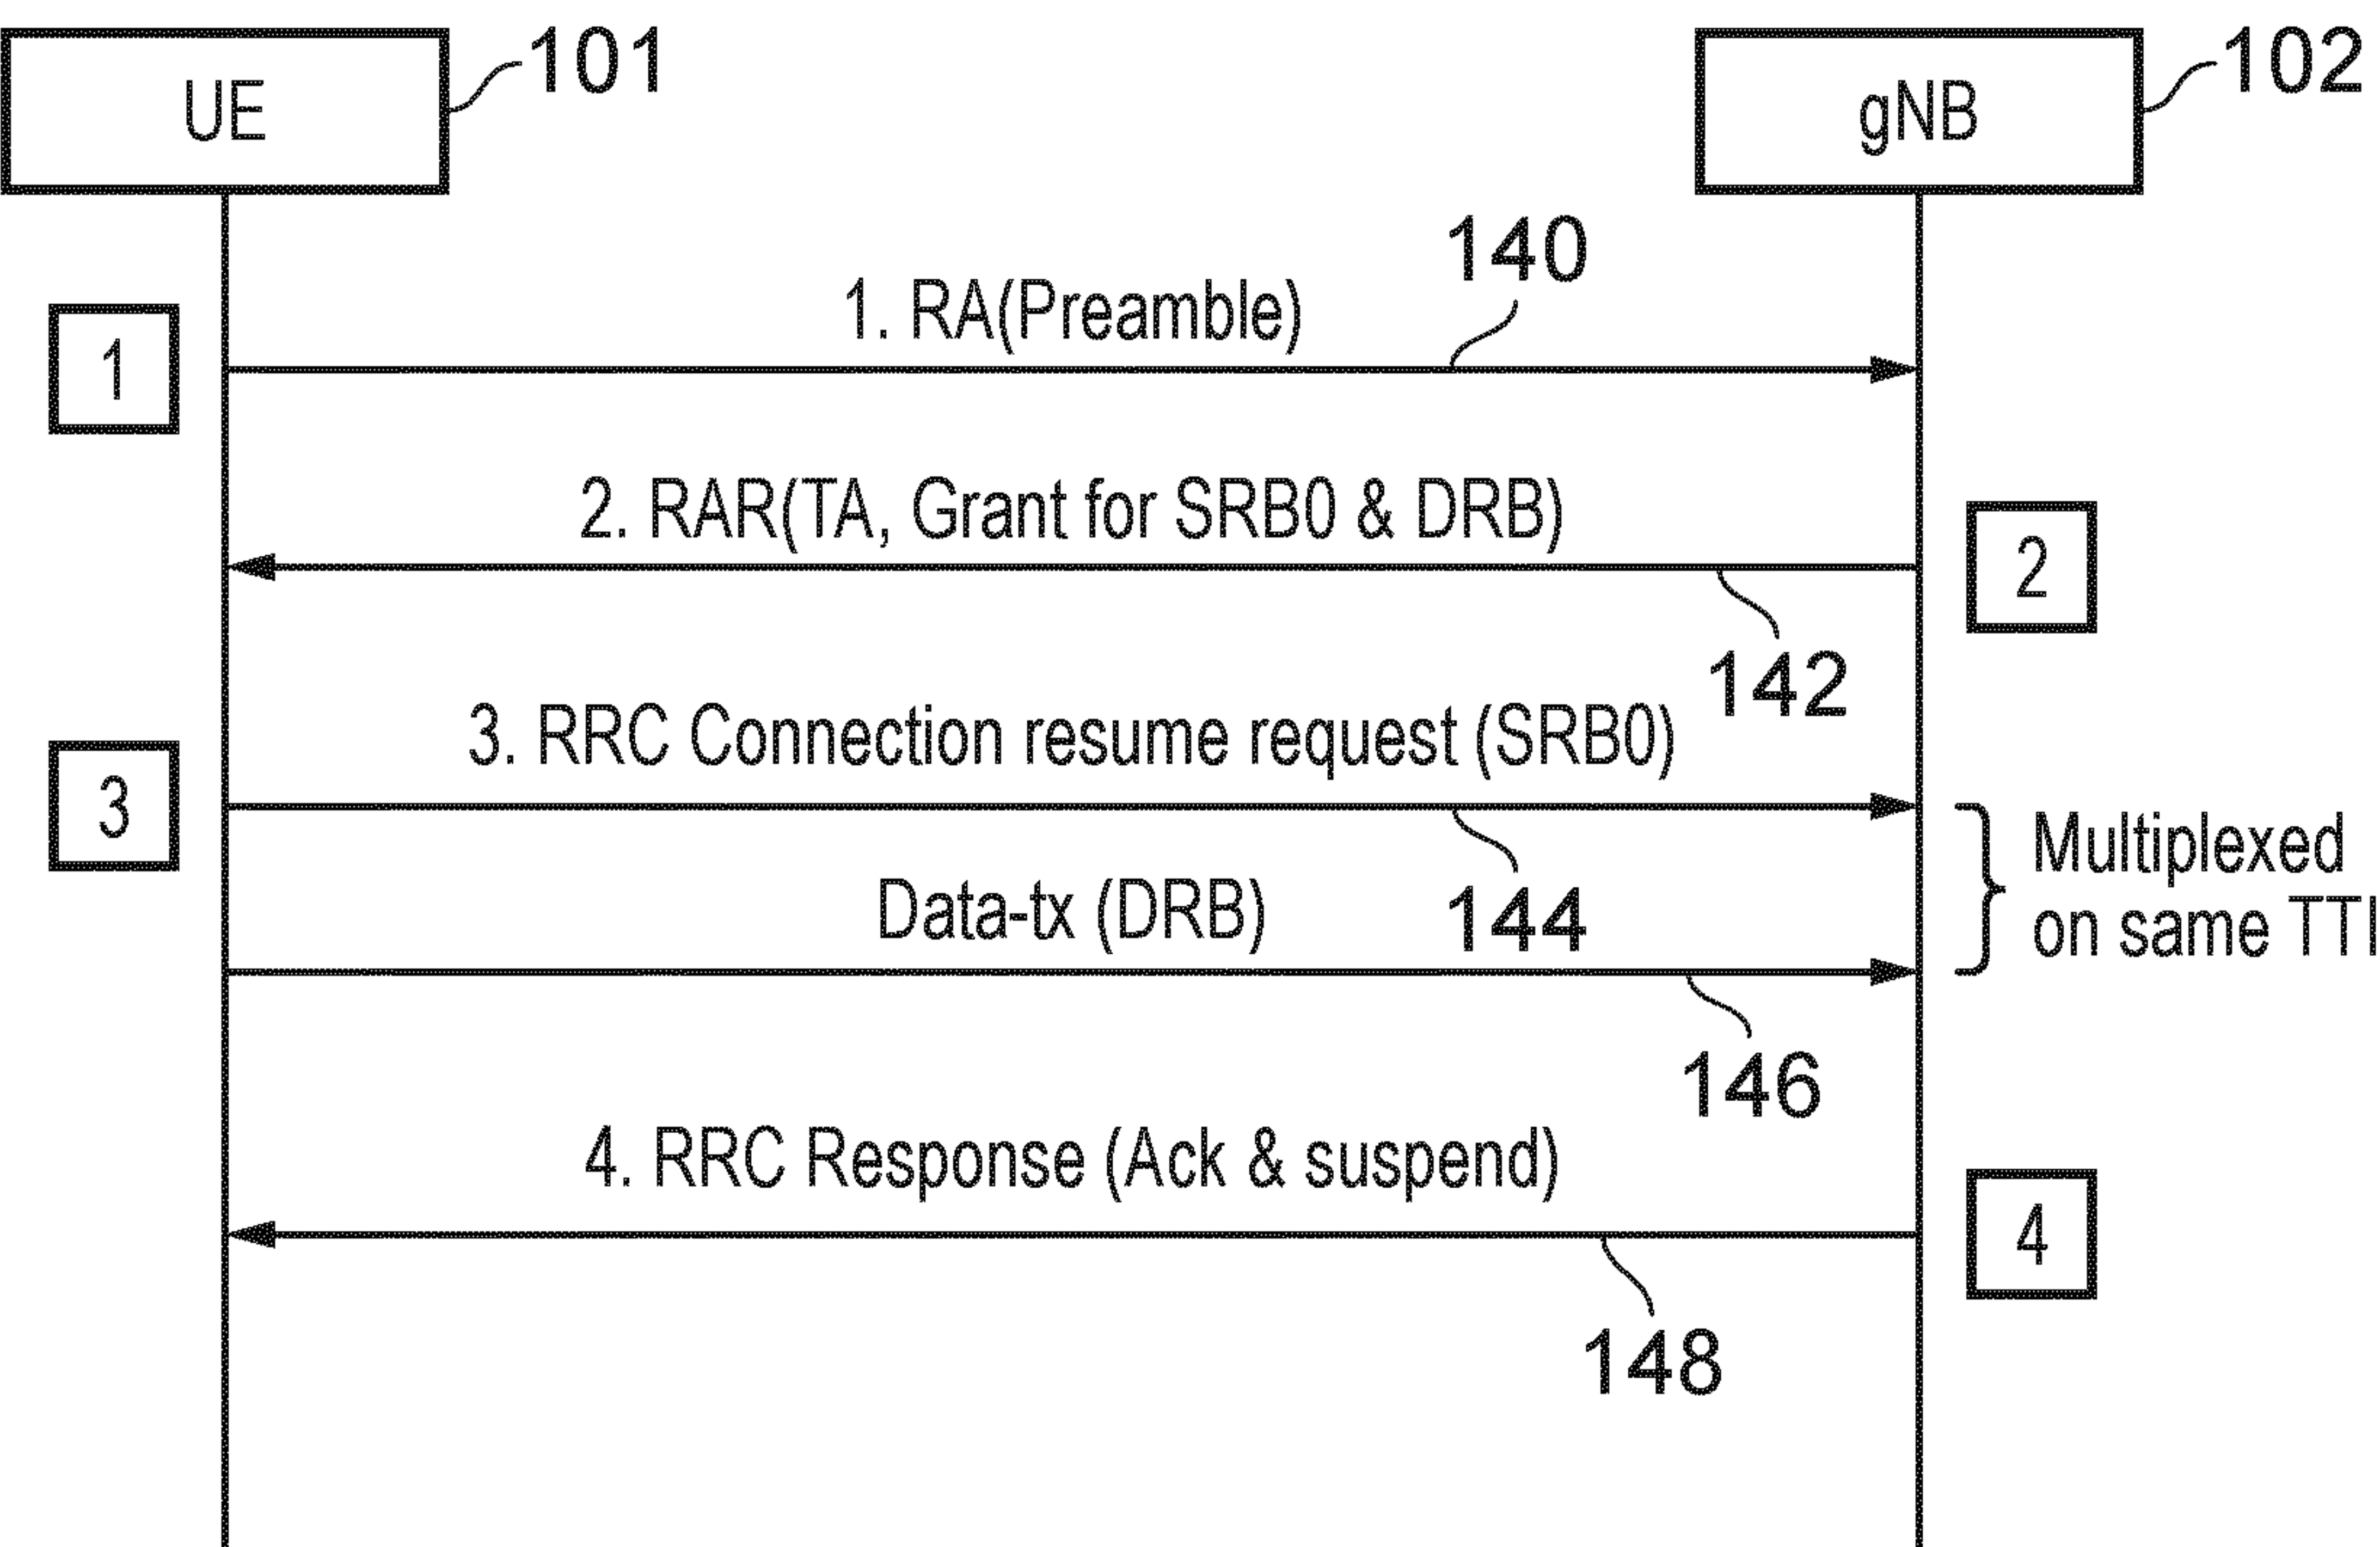 UE
101
gNB
102
140
1. RA(Preamble)
1
2. RAR(TA, Grant for SRB0 & DRB)
2
142
3. RRC Connection resume request (SRB0)
3
Multiplexed
on same TTI
144
Data-tx (DRB)
146
4. RRC Response (Ack & suspend)
4
148